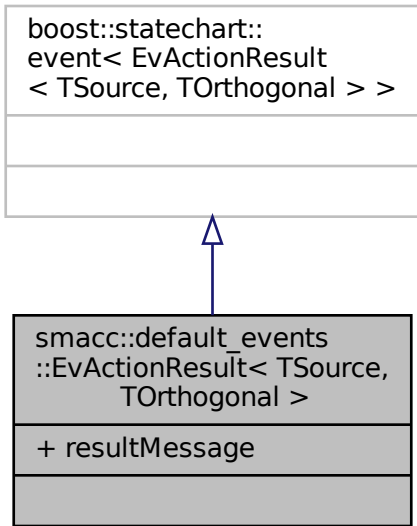 boost::statechart::
event< EvActionResult
< TSource, TOrthogonal > >
smacc::default_events
::EvActionResult< TSource,
TOrthogonal >
+ resultMessage